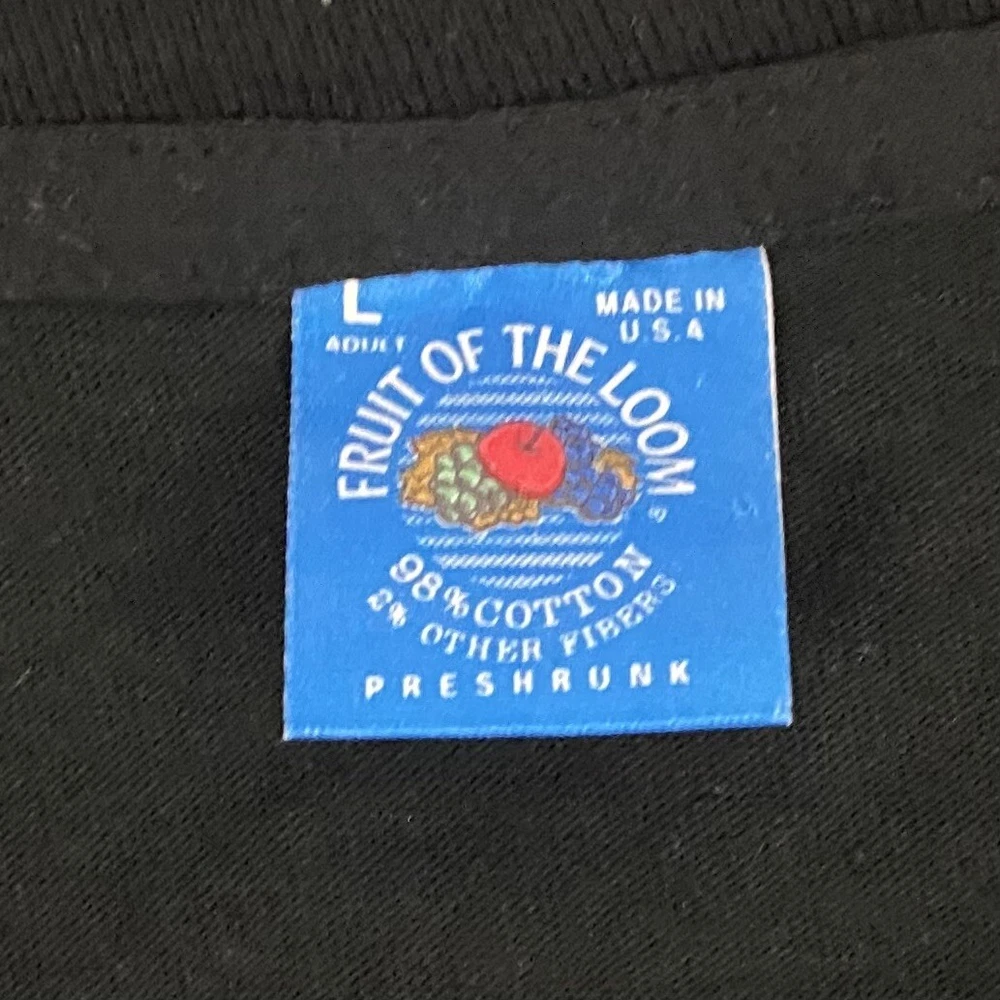 L
ADULT
MADE IN
U.S.A
FRUIT OF THE LOOM
®
98% COTTON
2% OTHER FIBERS
PRESHRUNK